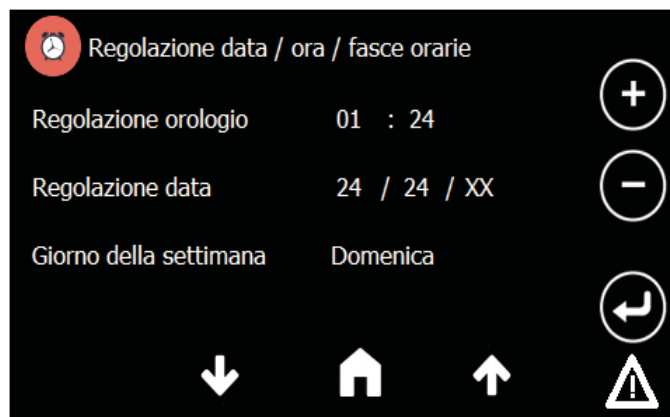 Regolazione data / ora / fasce orarie
Regolazione orologio 01 : 24
Regolazione data 24 / 24 / XX
Giorno della settimana Domenica